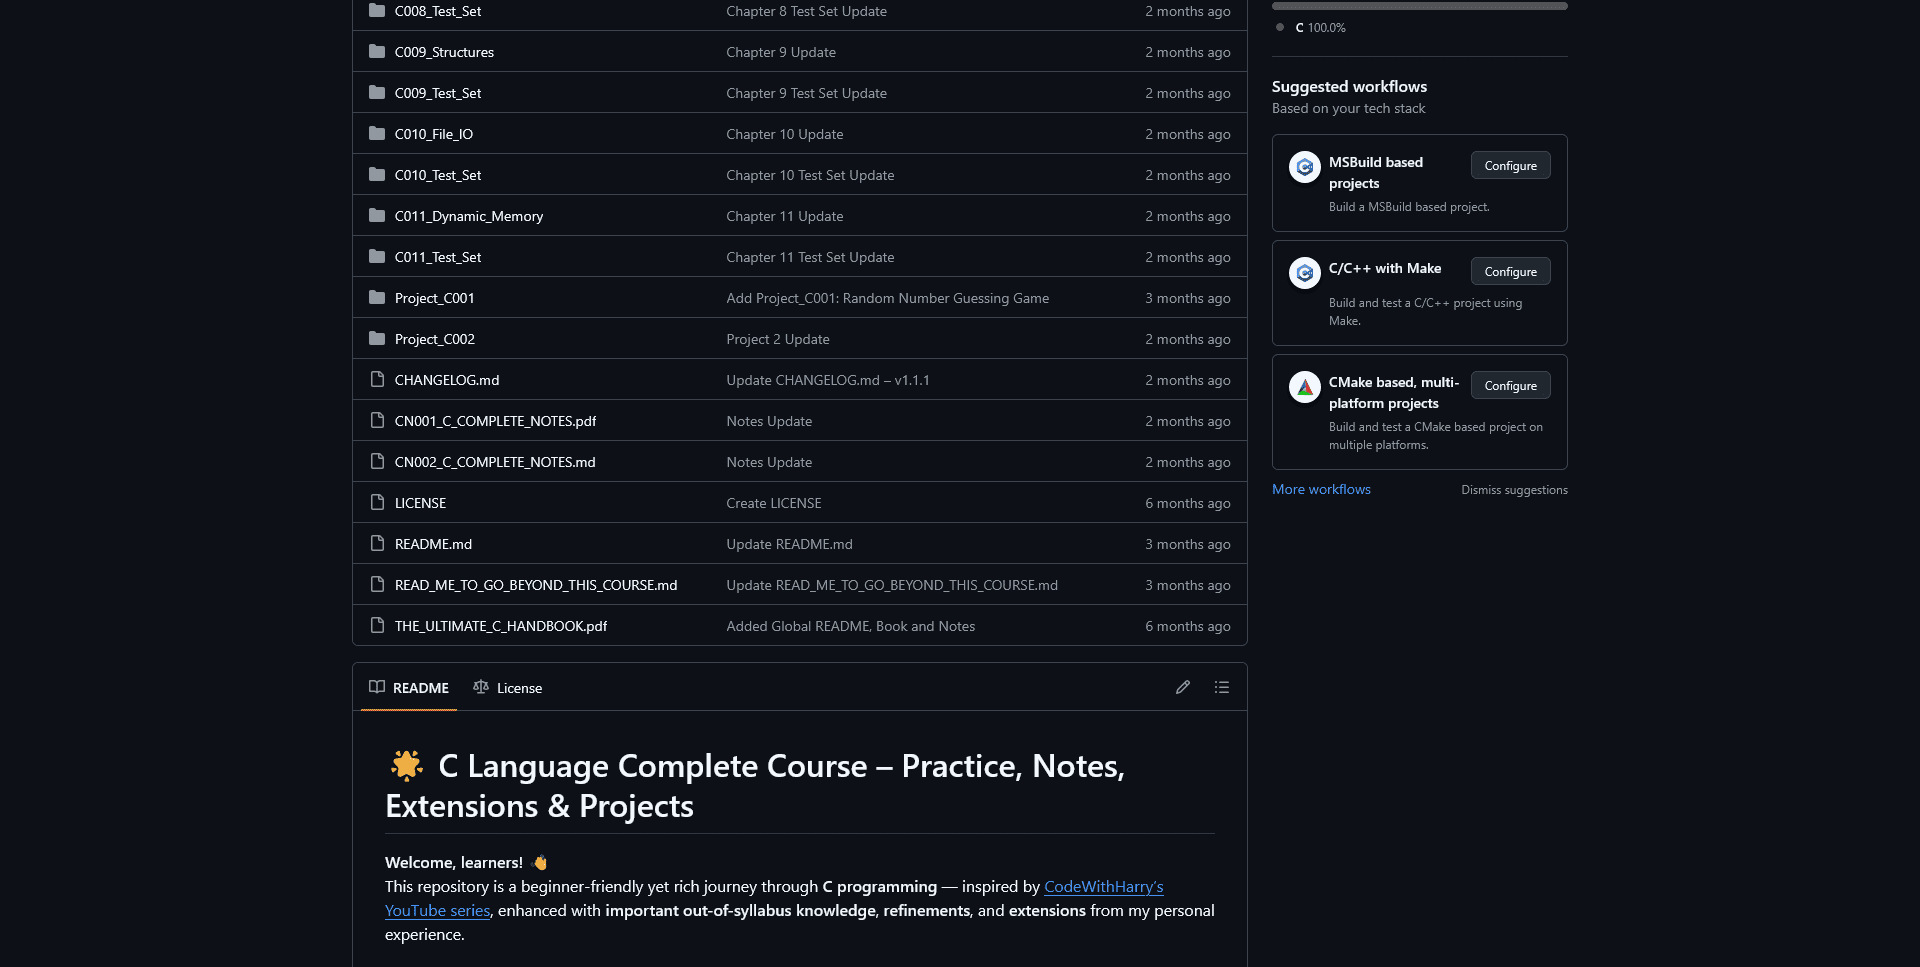 C008_Test_Set Chapter 8 Test Set Update 2 months ago
C009_Structures Chapter 9 Update 2 months ago
C009_Test_Set Chapter 9 Test Set Update 2 months ago
C010_File_IO Chapter 10 Update 2 months ago
C010_Test_Set Chapter 10 Test Set Update 2 months ago
C011_Dynamic_Memory Chapter 11 Update 2 months ago
C011_Test_Set Chapter 11 Test Set Update 2 months ago
Project_C001 Add Project_C001: Random Number Guessing Game 3 months ago
Project_C002 Project 2 Update 2 months ago
CHANGELOG.md Update CHANGELOG.md – v1.1.1 2 months ago
CN001_C_COMPLETE_NOTES.pdf Notes Update 2 months ago
CN002_C_COMPLETE_NOTES.md Notes Update 2 months ago
LICENSE Create LICENSE 6 months ago
README.md Update README.md 3 months ago
READ_ME_TO_GO_BEYOND_THIS_COURSE.md Update READ_ME_TO_GO_BEYOND_THIS_COURSE.md 3 months ago
THE_ULTIMATE_C_HANDBOOK.pdf Added Global README, Book and Notes 6 months ago
README License
🌟 C Language Complete Course – Practice, Notes,
Extensions & Projects
Welcome, learners! 👋
This repository is a beginner-friendly yet rich journey through C programming — inspired by CodeWithHarry's
YouTube series, enhanced with important out-of-syllabus knowledge, refinements, and extensions from my personal
experience.
C 100.0%
Suggested workflows
Based on your tech stack
MSBuild based
projects
Configure
Build a MSBuild based project.
C/C++ with Make
Configure
Build and test a C/C++ project using
Make.
CMake based, multi-
platform projects
Configure
Build and test a CMake based project on
multiple platforms.
More workflows Dismiss suggestions